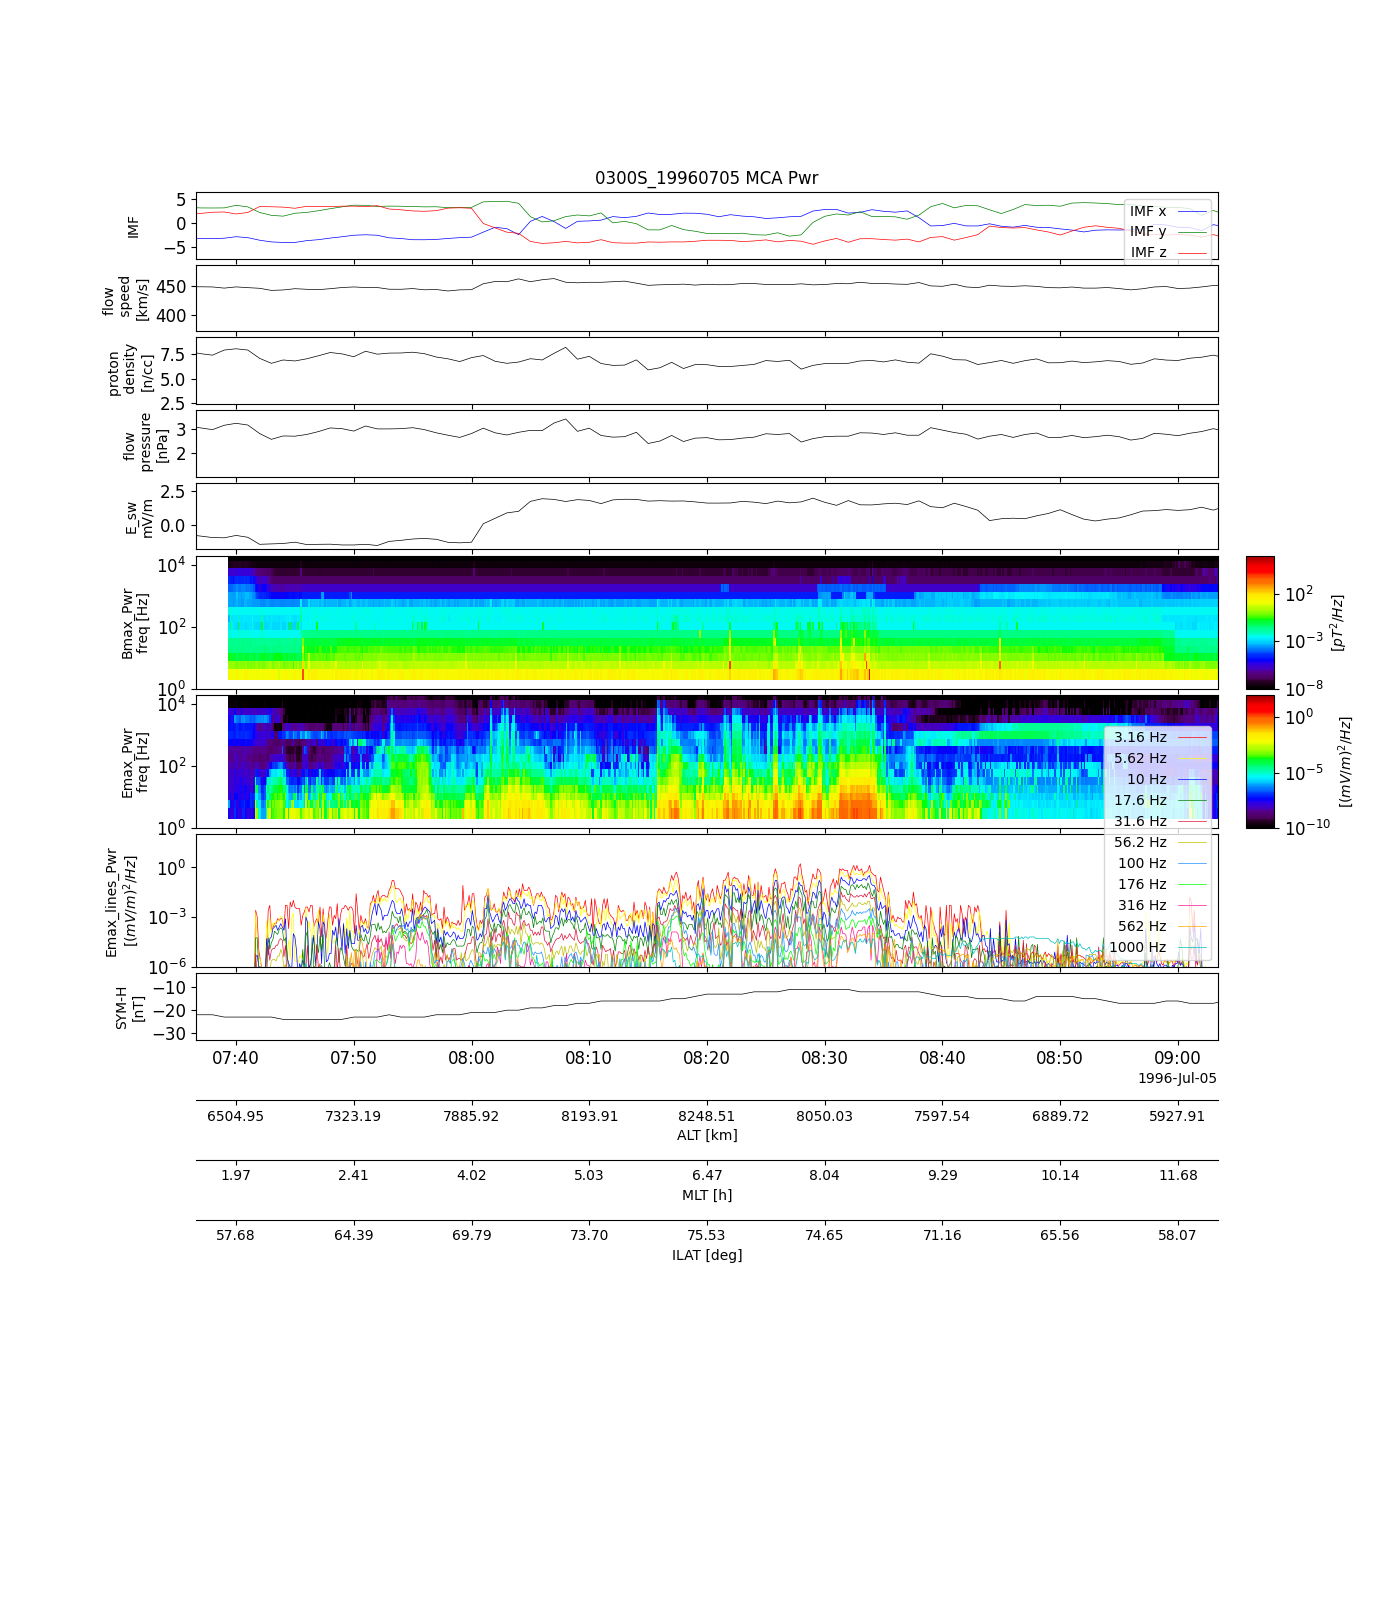 0300S_19960705 MCA Pwr
5
0
−5
IMF
IMF x
IMF y
IMF z
450
400
flow
speed
[km/s]
7.5
5.0
2.5
proton
density
[n/cc]
3
2
flow
pressure
[nPa]
2.5
0.0
E_sw
mV/m
10^4
10^2
10^0
Bmax_Pwr
freq [Hz]
10^2
10^−3
10^−8
[pT^2/Hz]
10^4
10^2
10^0
Emax_Pwr
freq [Hz]
10^0
10^−5
10^−10
[(mV/m)^2/Hz]
3.16 Hz
5.62 Hz
10 Hz
17.6 Hz
31.6 Hz
56.2 Hz
100 Hz
176 Hz
316 Hz
562 Hz
1000 Hz
10^0
10^−3
10^−6
Emax_lines_Pwr
[(mV/m)^2/Hz]
−10
−20
−30
SYM-H
[nT]
07:40 07:50 08:00 08:10 08:20 08:30 08:40 08:50 09:00
1996-Jul-05
6504.95 7323.19 7885.92 8193.91 8248.51 8050.03 7597.54 6889.72 5927.91
ALT [km]
1.97 2.41 4.02 5.03 6.47 8.04 9.29 10.14 11.68
MLT [h]
57.68 64.39 69.79 73.70 75.53 74.65 71.16 65.56 58.07
ILAT [deg]